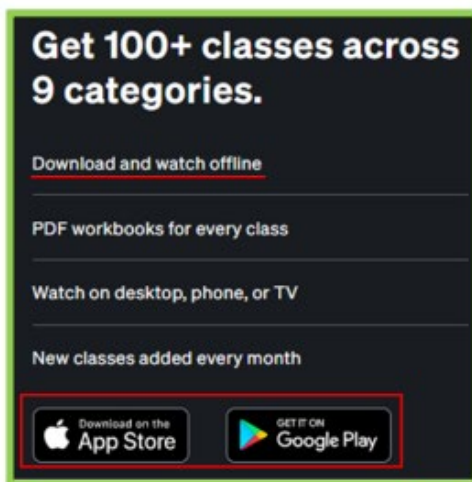 Get 100+ classes across
9 categories.
Download and watch offline
PDF workbooks for every class
Watch on desktop, phone, or TV
New classes added every month
Download on the
App Store
GET IT ON
Google Play